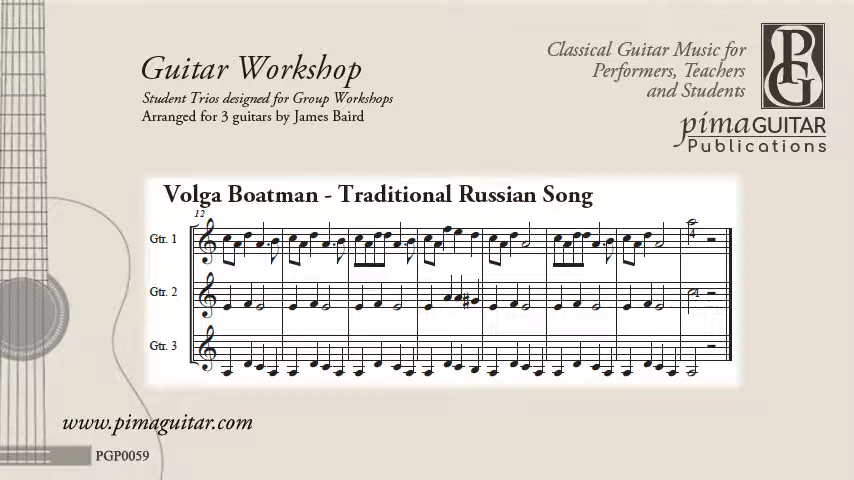 Guitar Workshop
Student Trios designed for Group Workshops
Arranged for 3 guitars by James Baird
Classical Guitar Music for
Performers, Teachers
and Students
PG
pimaGUITAR
Publications
Volga Boatman - Traditional Russian Song
12
Gtr. 1
4
Gtr. 2
1
Gtr. 3
www.pimaguitar.com
PGP0059